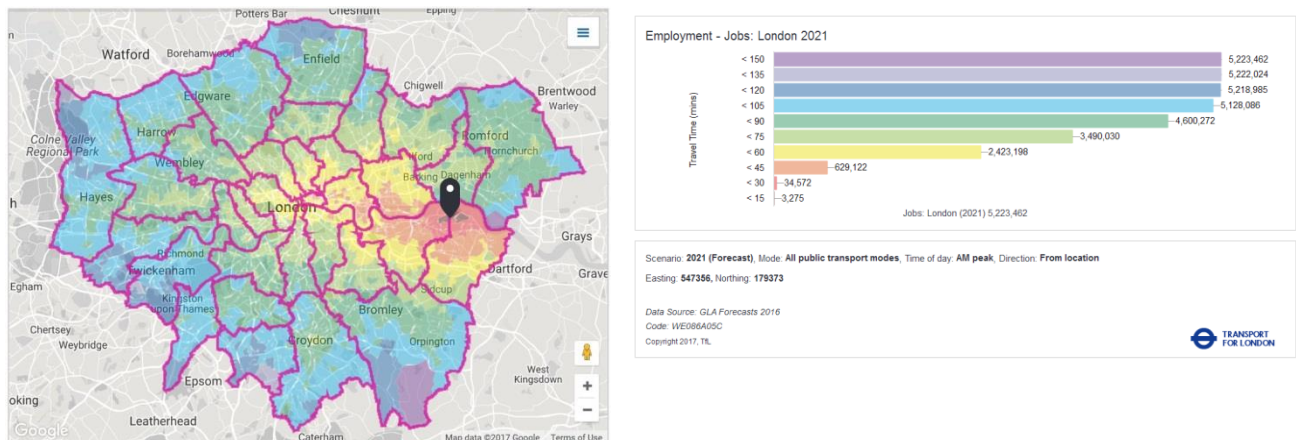 Potters Bar
Cheshunt
Epping
Watford
Borehamwood
Enfield
Chigwell
Brentwood
Warley
Edgware
Colne Valley
Regional Park
Harrow
Romford
Hornchurch
Wembley
Ilford
Barking
Dagenham
Hayes
London
Grays
Richmond
Dartford
Grave
Twickenham
Sidcup
Egham
Kingston
upon Thames
Bromley
Chertsey
Weybridge
Croydon
Orpington
Epsom
West
Kingsdown
oking
Leatherhead
Caterham
Google
Map data ©2017 Google
Terms of Use
Employment - Jobs: London 2021
Travel Time (mins)
< 150 5,223,462
< 135 5,222,024
< 120 5,218,985
< 105 5,128,086
< 90 4,600,272
< 75 3,490,030
< 60 2,423,198
< 45 629,122
< 30 34,572
< 15 3,275
Jobs: London (2021) 5,223,462
Scenario: 2021 (Forecast), Mode: All public transport modes, Time of day: AM peak, Direction: From location
Easting: 547356, Northing: 179373
Data Source: GLA Forecasts 2016
Code: WE086A05C
Copyright 2017, TfL
TRANSPORT
FOR LONDON